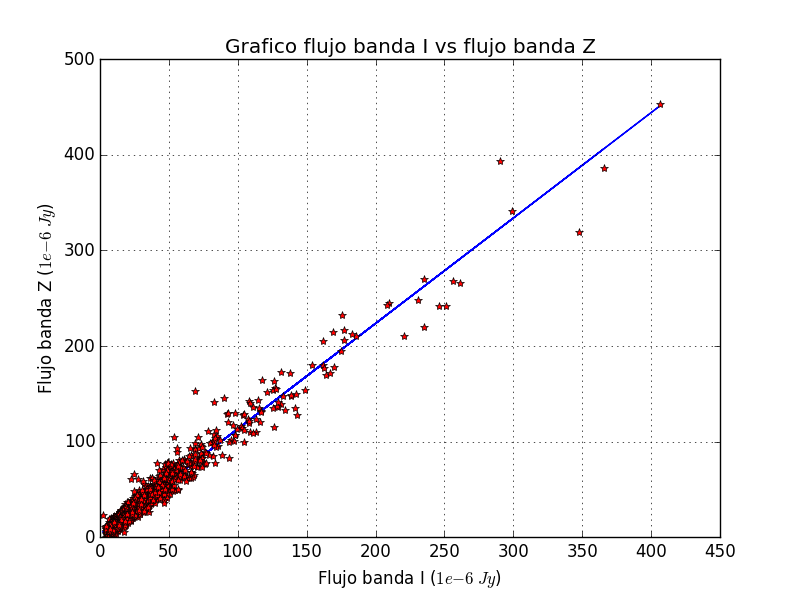 Grafico flujo banda I vs flujo banda Z
500
400
300
200
100
0
Flujo banda Z (1e−6 Jy)
0 50 100 150 200 250 300 350 400 450
Flujo banda I (1e−6 Jy)